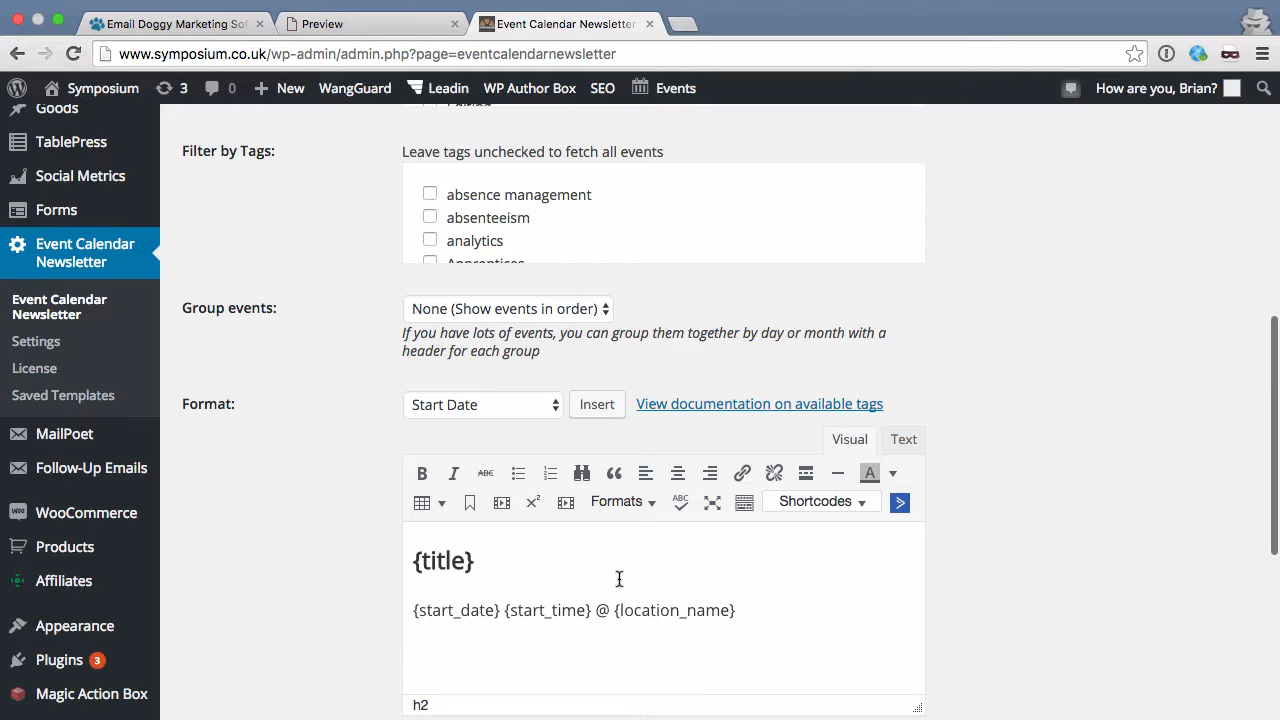 Email Doggy Marketing Sof
Preview
Event Calendar Newsletter
www.symposium.co.uk/wp-admin/admin.php?page=eventcalendarnewsletter
Symposium
3
0
New
WangGuard
Leadin
WP Author Box
SEO
Events
How are you, Brian?
Goods
TablePress
Social Metrics
Forms
Event Calendar
Newsletter
Event Calendar
Newsletter
Settings
License
Saved Templates
MailPoet
Follow-Up Emails
WooCommerce
Products
Affiliates
Appearance
Plugins 3
Magic Action Box
Filter by Tags:
Leave tags unchecked to fetch all events
absence management
absenteeism
analytics
Apprentices
Group events:
None (Show events in order)
If you have lots of events, you can group them together by day or month with a
header for each group
Format:
Start Date
Insert
View documentation on available tags
Visual
Text
B I ABC
A
Formats
ABC
Shortcodes
{title}
{start_date} {start_time} @ {location_name}
h2